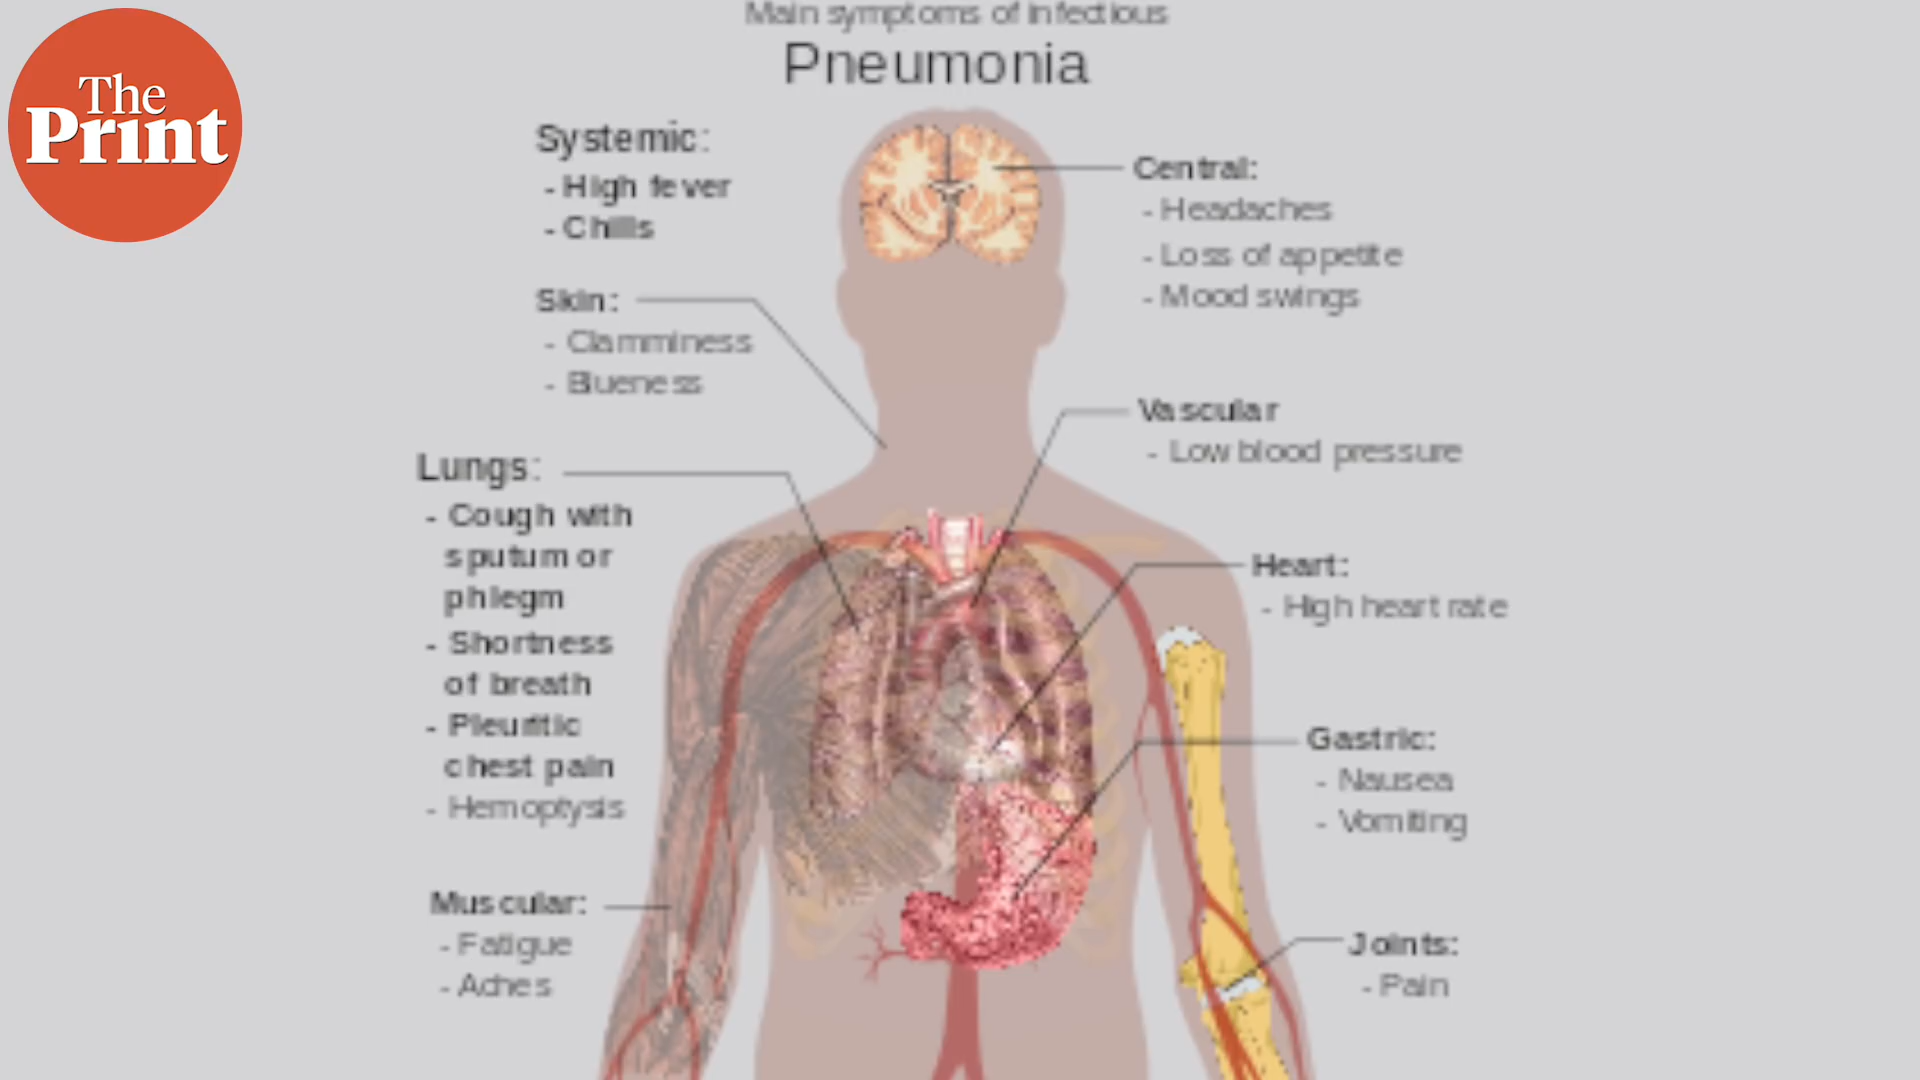 The
Print
Main symptoms of infectious
Pneumonia
Systemic:
- High fever
- Chills
Skin:
- Clamminess
- Blueness
Lungs:
- Cough with
sputum or
phlegm
- Shortness
of breath
- Pleuritic
chest pain
- Hemoptysis
Muscular:
- Fatigue
- Aches
Central:
- Headaches
- Loss of appetite
- Mood swings
Vascular
- Low blood pressure
Heart:
- High heart rate
Gastric:
- Nausea
- Vomiting
Joints:
- Pain